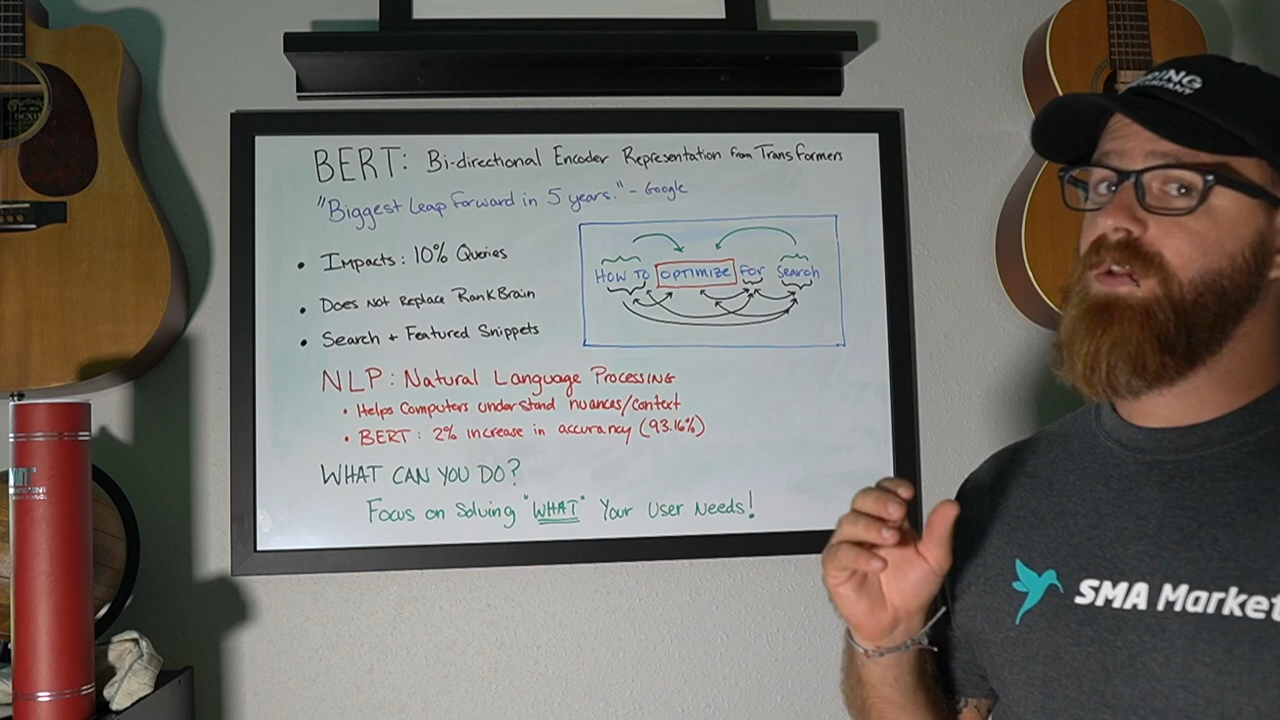 BERT: Bi-directional Encoder Representation from Transformers
"Biggest Leap Forward in 5 years." - Google
• Impacts: 10% Queries
• Does Not Replace RankBrain
• Search + Featured Snippets
How To optimize For Search
NLP: Natural Language Processing
• Helps Computers understand nuances/context
• BERT: 2% increase in accurancy (93.16%)
WHAT CAN YOU DO?
Focus on Solving "WHAT" Your User Needs!
SMA Market